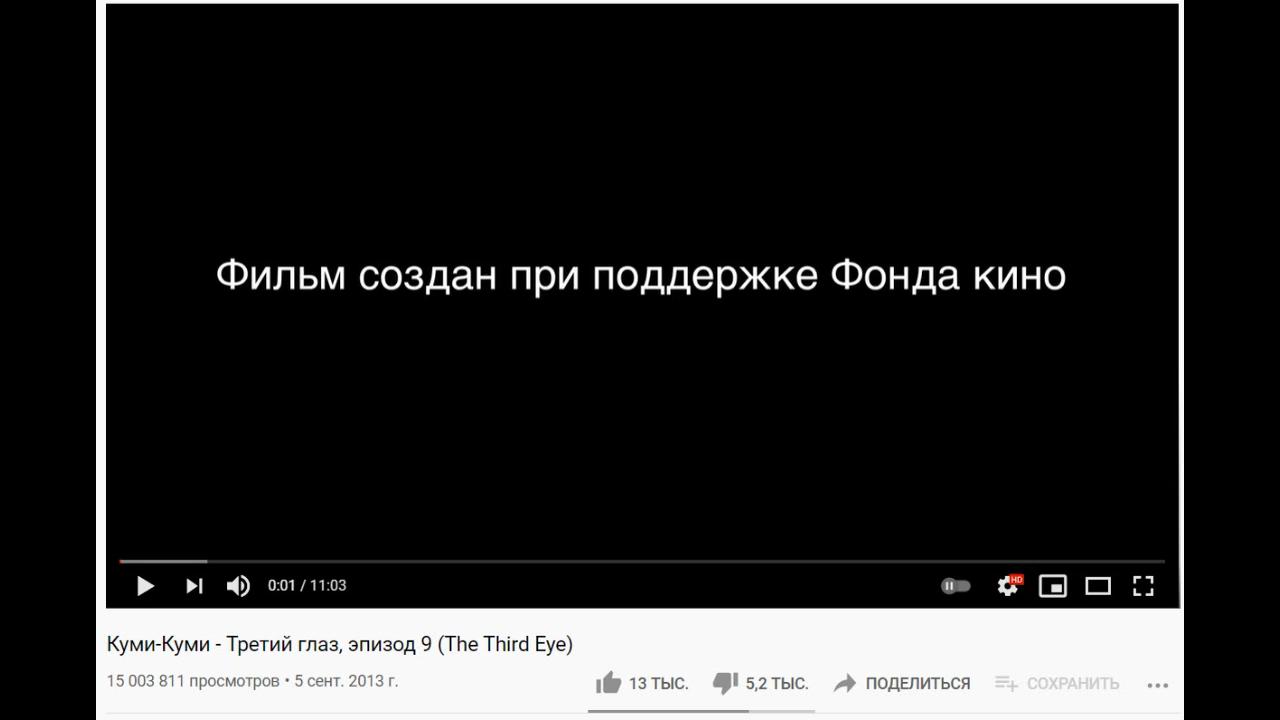 Фильм создан при поддержке Фонда кино
0:01 / 11:03
HD
Куми-Куми - Третий глаз, эпизод 9 (The Third Eye)
15 003 811 просмотров • 5 сент. 2013 г.
13 ТЫС. 5,2 ТЫС. ПОДЕЛИТЬСЯ СОХРАНИТЬ